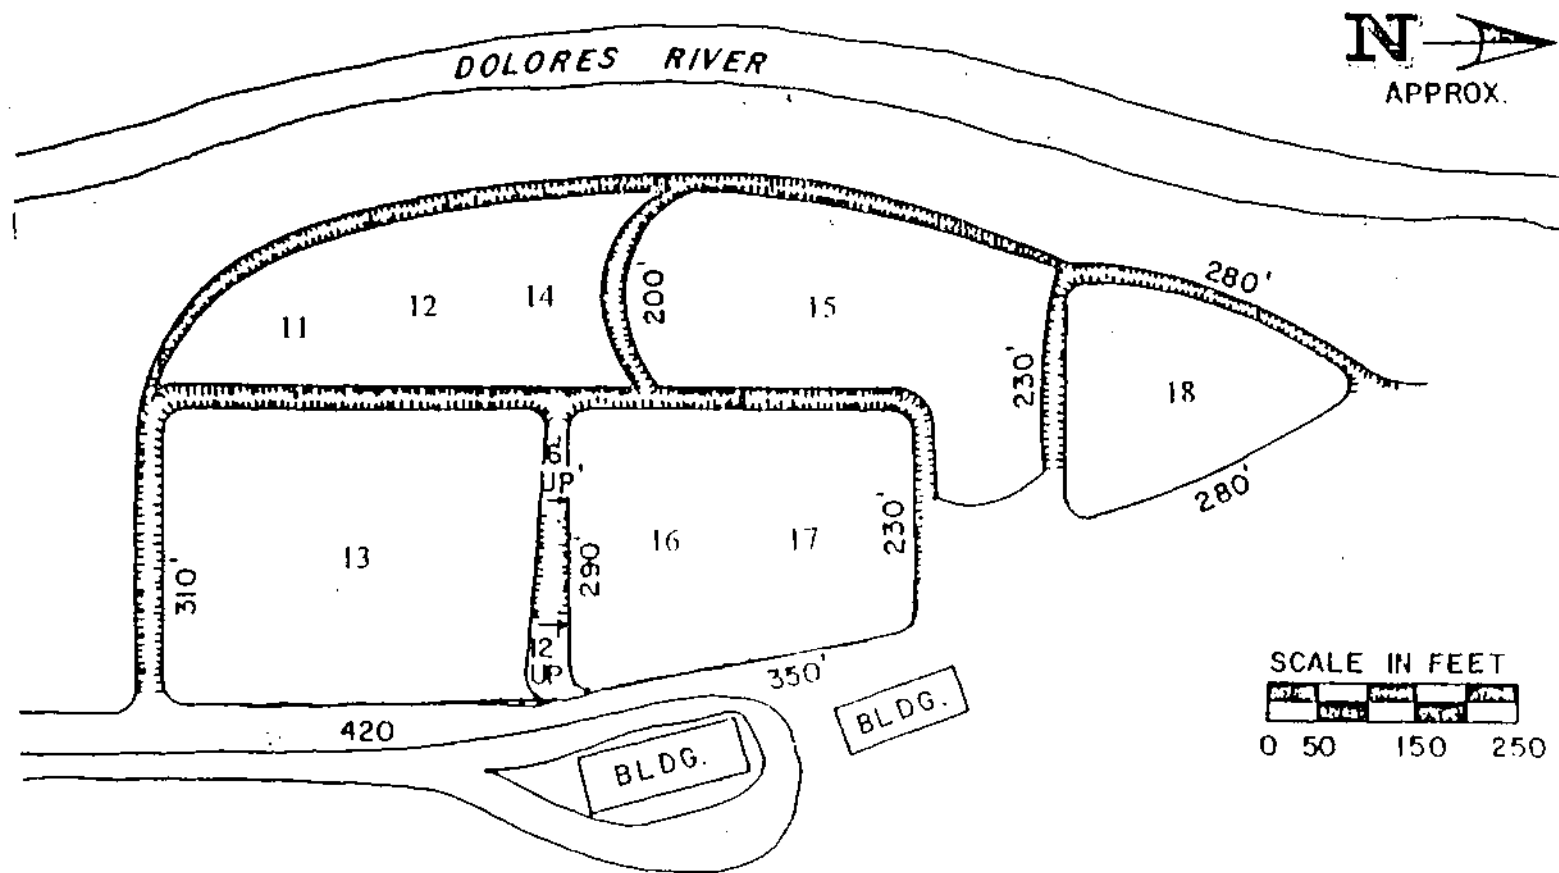 DOLORES RIVER
N
APPROX.
280'
11
12
14
200'
15
230'
18
280'
6
UP'
13
310'
290'
16
17
230'
12
UP
350'
420
BLDG.
BLDG.
SCALE IN FEET
0 50 150 250